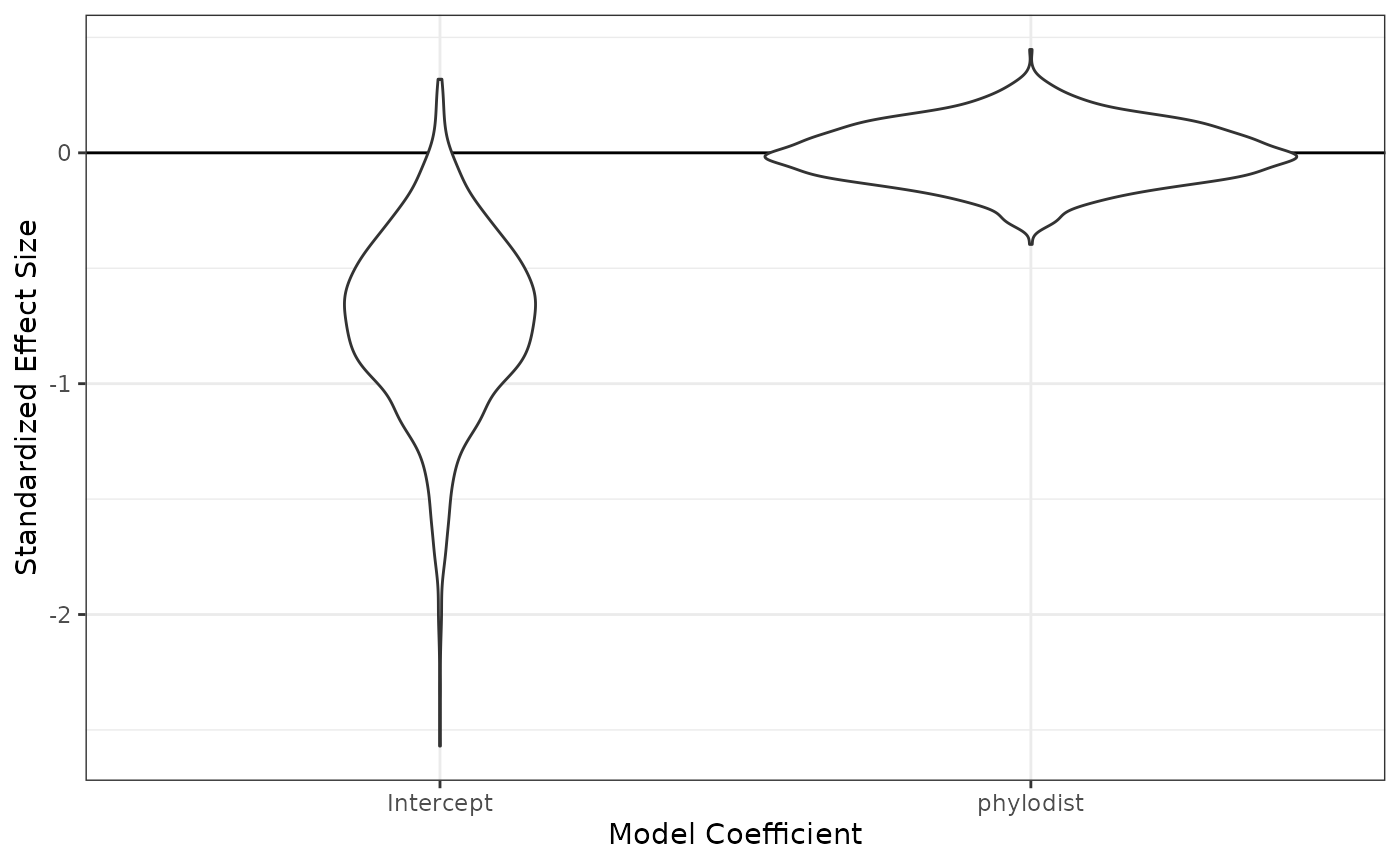 Standardized Effect Size
0
-1
-2
Intercept
phylodist
Model Coefficient